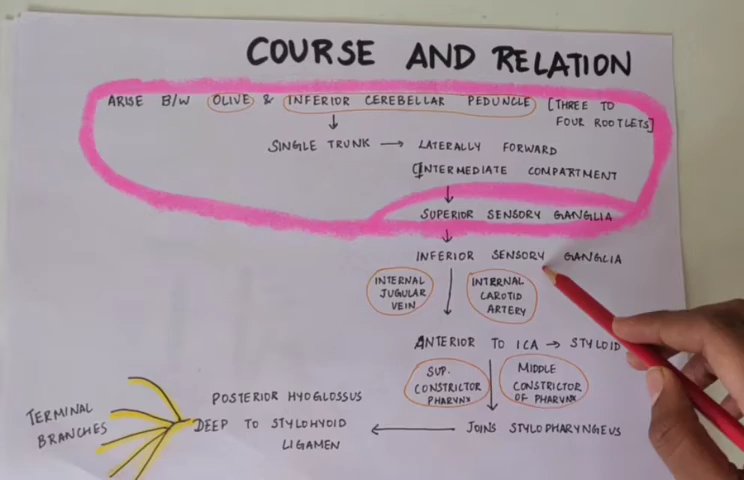 COURSE AND RELATION
ARISE B/W OLIVE & INFERIOR CEREBELLAR PEDUNCLE [THREE TO
FOUR ROOTLETS]
SINGLE TRUNK → LATERALLY FORWARD
(INTERMEDIATE COMPARTMENT
SUPERIOR SENSORY GANGLIA
INFERIOR SENSORY GANGLIA
INTERNAL
JUGULAR
VEIN
INTERNAL
CAROTID
ARTERY
ANTERIOR TO ICA → STYLOID
SUP.
CONSTRICTOR
PHARYNX
MIDDLE
CONSTRICTOR
OF PHARYNX
JOINS STYLOPHARYNGEUS
POSTERIOR HYOGLOSSUS
DEEP TO STYLOHYOID
LIGAMEN
TERMINAL
BRANCHES